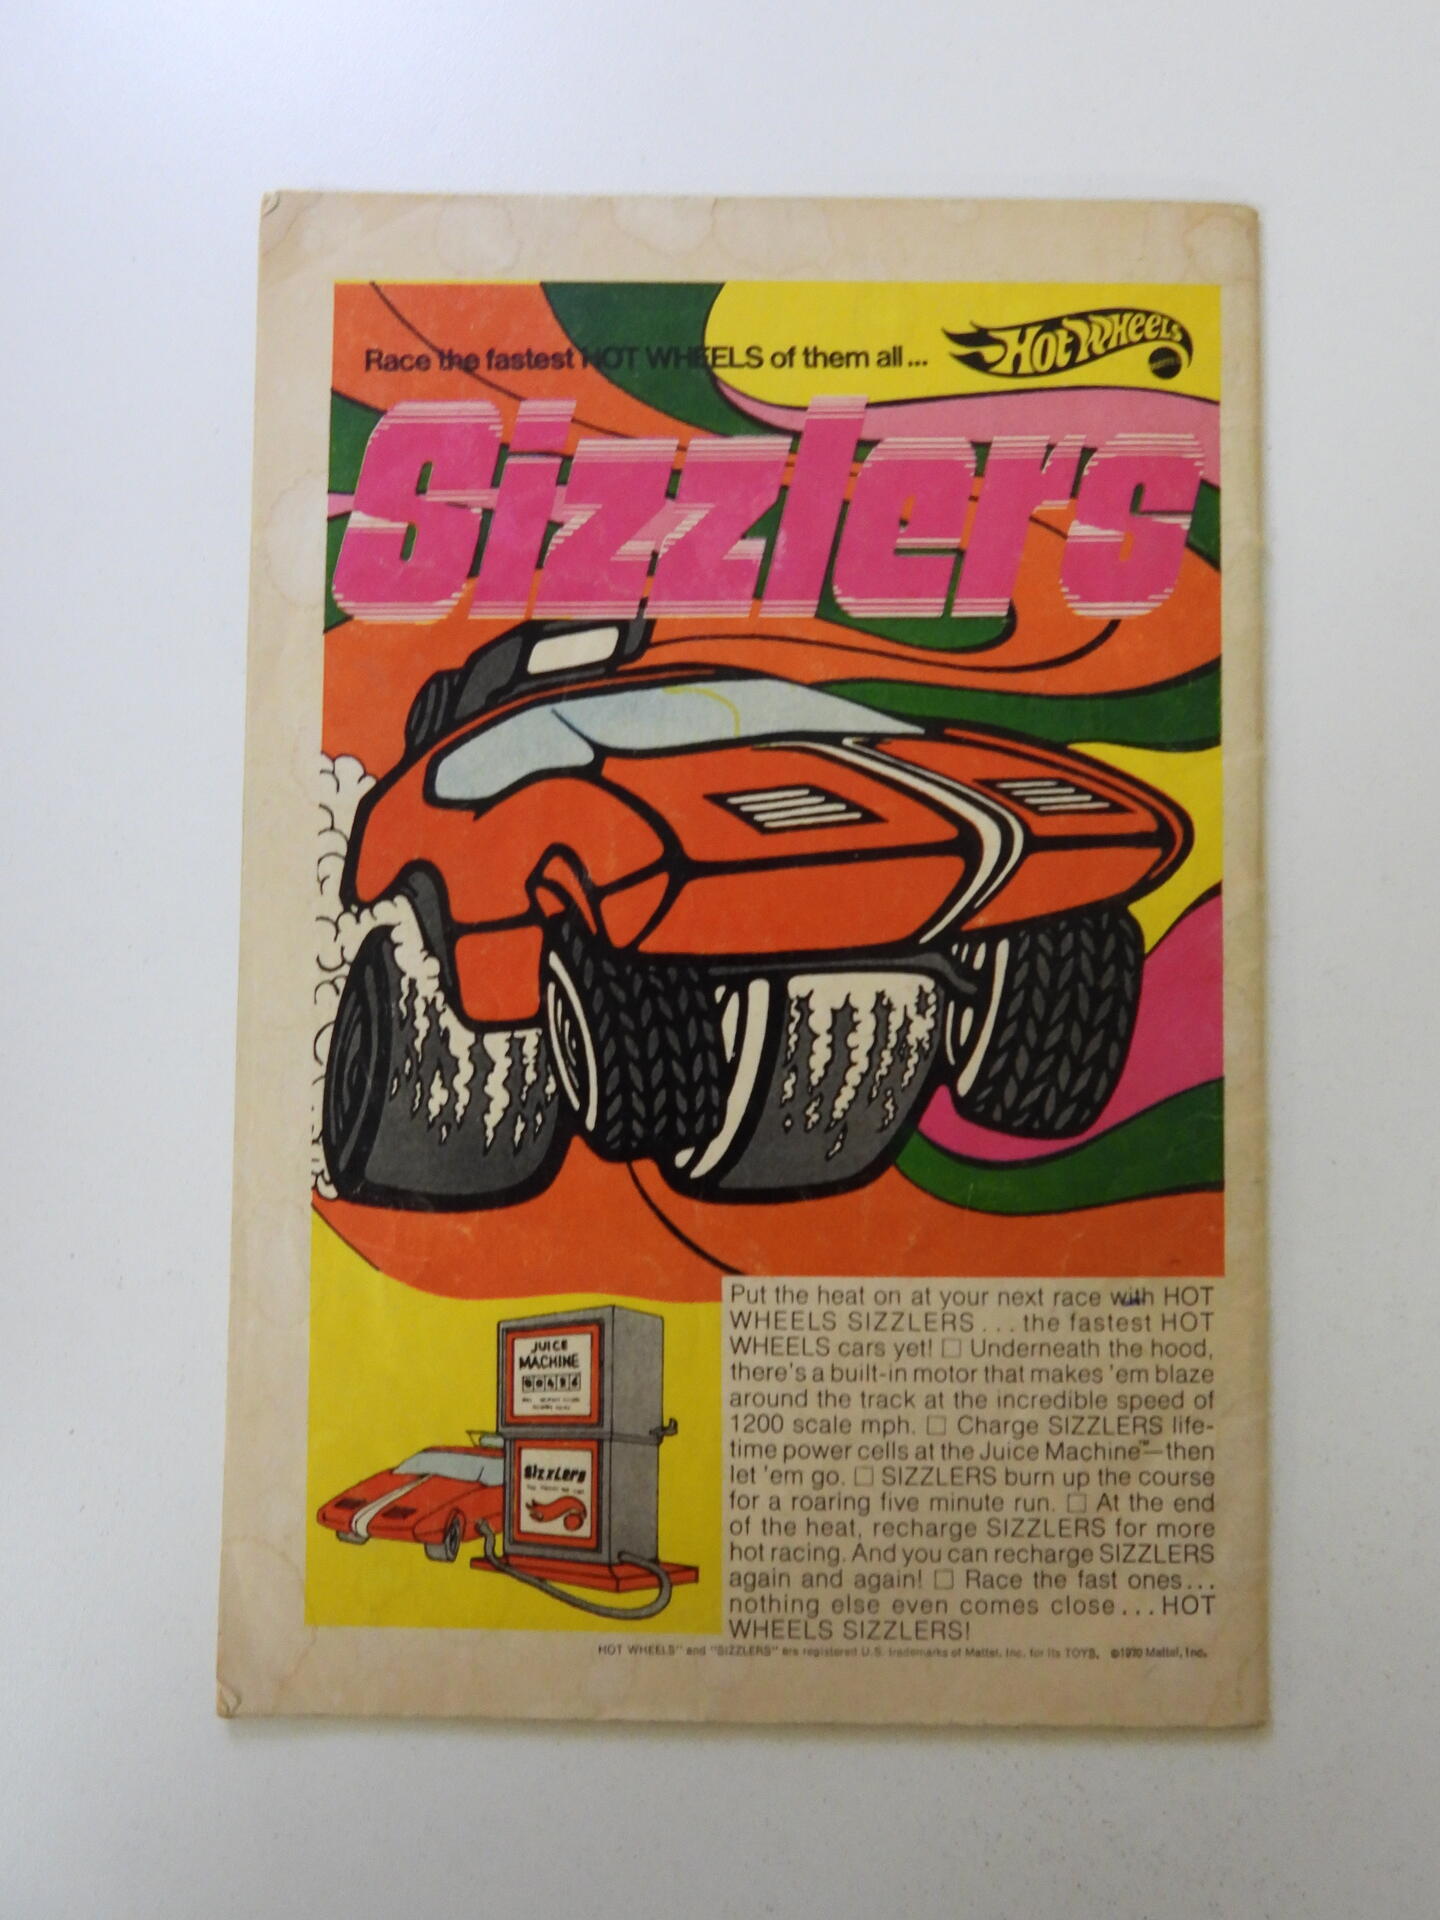 Race the fastest HOT WHEELS of them all...
Hot Wheels
Sizzlers
JUICE
MACHINE
Sizzlers
Put the heat on at your next race with HOT
WHEELS SIZZLERS...the fastest HOT
WHEELS cars yet! □ Underneath the hood,
there's a built-in motor that makes 'em blaze
around the track at the incredible speed of
1200 scale mph. □ Charge SIZZLERS life-
time power cells at the Juice Machine™—then
let 'em go. □ SIZZLERS burn up the course
for a roaring five minute run. □ At the end
of the heat, recharge SIZZLERS for more
hot racing. And you can recharge SIZZLERS
again and again! □ Race the fast ones...
nothing else even comes close...HOT
WHEELS SIZZLERS!
HOT WHEELS" and "SIZZLERS" are registered U.S. trademarks of Mattel, Inc. for its TOYS. ©1970 Mattel, Inc.